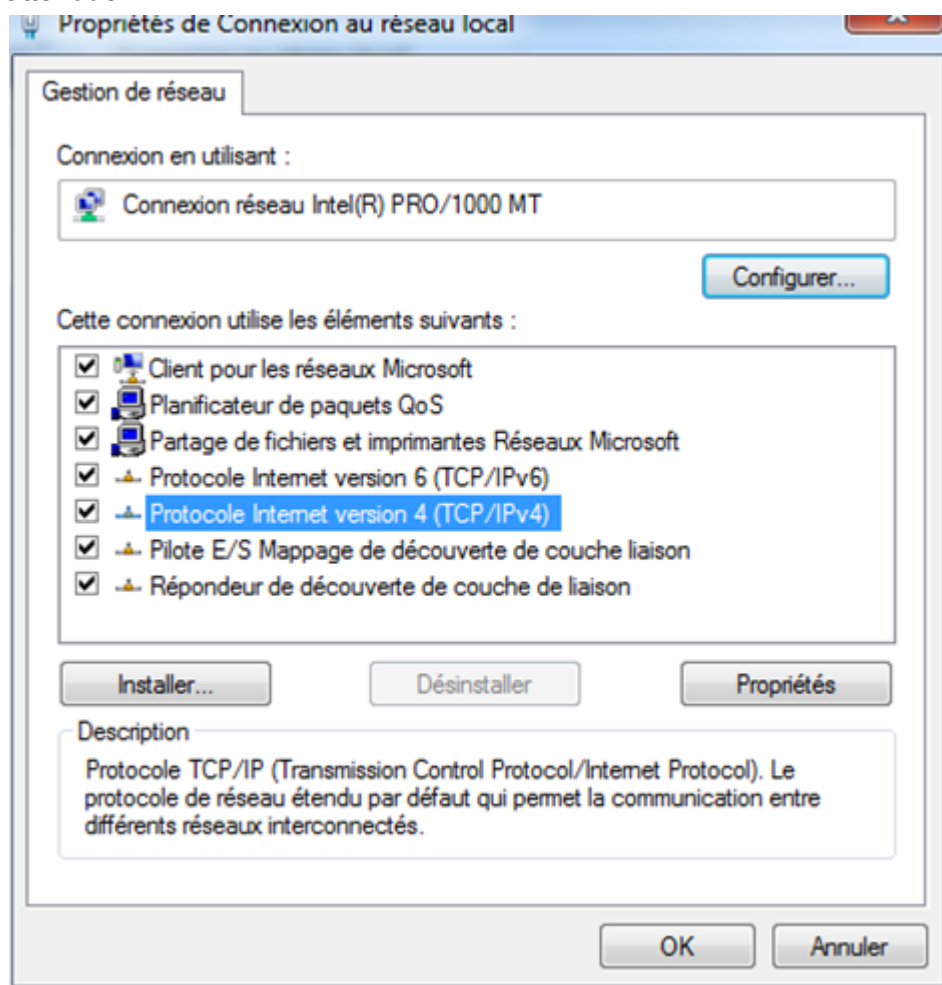 Propriétés de Connexion au réseau local
Gestion de réseau
Connexion en utilisant :
Connexion réseau Intel(R) PRO/1000 MT
Configurer...
Cette connexion utilise les éléments suivants :
Client pour les réseaux Microsoft
Planificateur de paquets QoS
Partage de fichiers et imprimantes Réseaux Microsoft
Protocole Internet version 6 (TCP/IPv6)
Protocole Internet version 4 (TCP/IPv4)
Pilote E/S Mappage de découverte de couche liaison
Répondeur de découverte de couche de liaison
Installer...
Désinstaller
Propriétés
Description
Protocole TCP/IP (Transmission Control Protocol/Internet Protocol). Le
protocole de réseau étendu par défaut qui permet la communication entre
différents réseaux interconnectés.
OK
Annuler